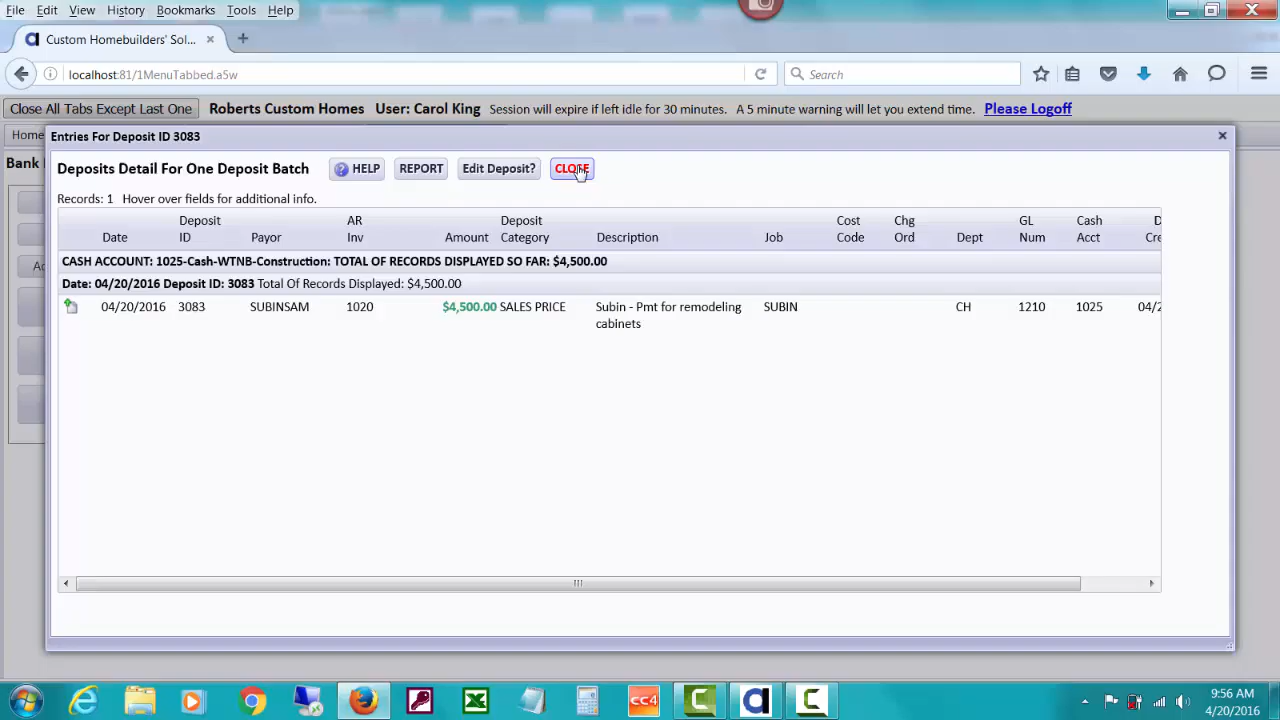 File Edit View History Bookmarks Tools Help
Custom Homebuilders' Sol...
localhost:81/1MenuTabbed.a5w
Search
Close All Tabs Except Last One Roberts Custom Homes User: Carol King Session will expire if left idle for 30 minutes. A 5 minute warning will let you extend time. Please Logoff
Home
Entries For Deposit ID 3083
Bank
Deposits Detail For One Deposit Batch HELP REPORT Edit Deposit? CLOSE
Records: 1 Hover over fields for additional info.
Deposit AR Deposit Cost Chg GL Cash D
Date ID Payor Inv Amount Category Description Job Code Ord Dept Num Acct Cre
CASH ACCOUNT: 1025-Cash-WTNB-Construction: TOTAL OF RECORDS DISPLAYED SO FAR: $4,500.00
Date: 04/20/2016 Deposit ID: 3083 Total Of Records Displayed: $4,500.00
04/20/2016 3083 SUBINSAM 1020 $4,500.00 SALES PRICE Subin - Pmt for remodeling SUBIN CH 1210 1025 04/2
cabinets
Ac
CC4
9:56 AM
4/20/2016